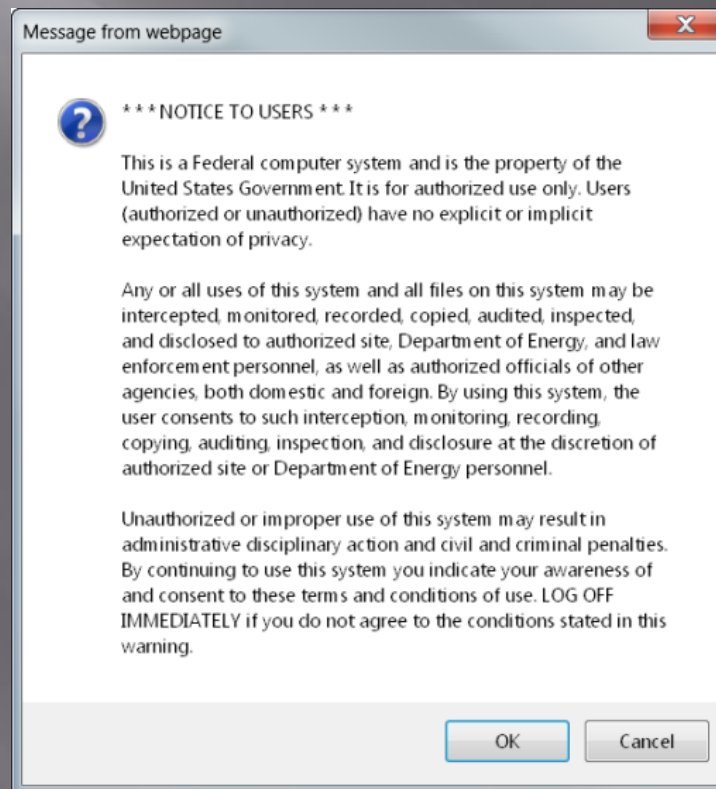 Message from webpage
* * * NOTICE TO USERS * * *
This is a Federal computer system and is the property of the
United States Government. It is for authorized use only. Users
(authorized or unauthorized) have no explicit or implicit
expectation of privacy.
Any or all uses of this system and all files on this system may be
intercepted, monitored, recorded, copied, audited, inspected,
and disclosed to authorized site, Department of Energy, and law
enforcement personnel, as well as authorized officials of other
agencies, both domestic and foreign. By using this system, the
user consents to such interception, monitoring, recording,
copying, auditing, inspection, and disclosure at the discretion of
authorized site or Department of Energy personnel.
Unauthorized or improper use of this system may result in
administrative disciplinary action and civil and criminal penalties.
By continuing to use this system you indicate your awareness of
and consent to these terms and conditions of use. LOG OFF
IMMEDIATELY if you do not agree to the conditions stated in this
warning.
OK
Cancel